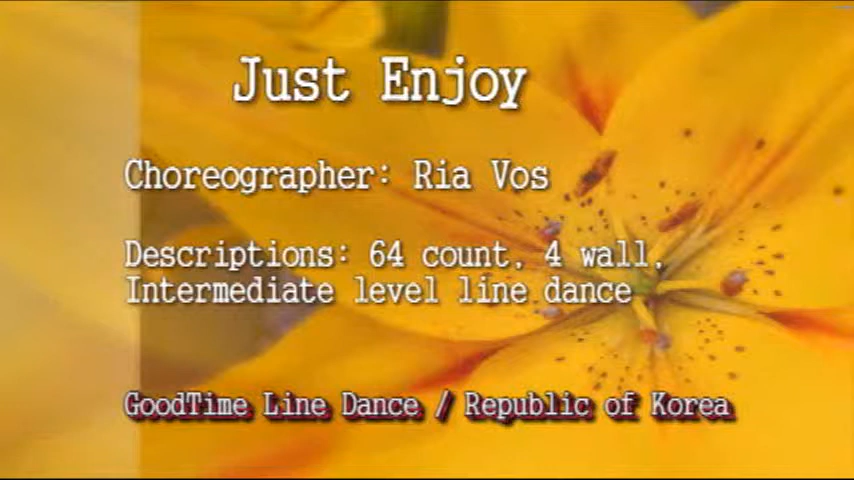 Just Enjoy
Choreographer: Ria Vos
Descriptions: 64 count, 4 wall,
Intermediate level line dance
GoodTime Line Dance / Republic of Korea